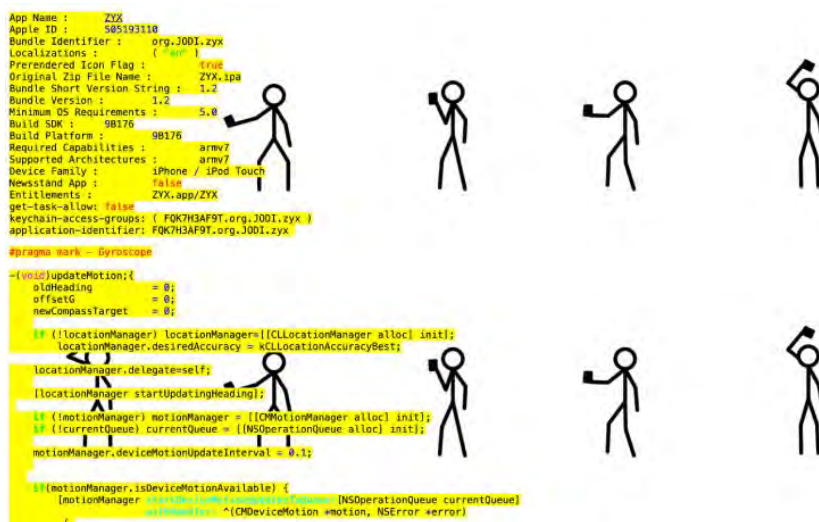 App Name : ZYX
Apple ID : 505193110
Bundle Identifier : org.JODI.zyx
Localizations : ( "en" )
Prerendered Icon Flag : true
Original Zip File Name : ZYX.ipa
Bundle Short Version String : 1.2
Bundle Version : 1.2
Minimum OS Requirements : 5.0
Build SDK : 9B176
Build Platform : 9B176
Required Capabilities : armv7
Supported Architectures : armv7
Device Family : iPhone / iPod Touch
Newsstand App : false
Entitlements : ZYX.app/ZYX
get-task-allow: false
keychain-access-groups: ( FQK7H3AF9T.org.JODI.zyx )
application-identifier: FQK7H3AF9T.org.JODI.zyx
#pragma mark - Gyroscope
-(void)updateMotion;{
oldHeading = 0;
offsetG = 0;
newCompassTarget = 0;
if (!locationManager) locationManager=[[CLLocationManager alloc] init];
locationManager.desiredAccuracy = kCLLocationAccuracyBest;
locationManager.delegate=self;
[locationManager startUpdatingHeading];
if (!motionManager) motionManager = [[CMMotionManager alloc] init];
if (!currentQueue) currentQueue = [[NSOperationQueue alloc] init];
motionManager.deviceMotionUpdateInterval = 0.1;
if(motionManager.isDeviceMotionAvailable) {
[motionManager startDeviceMotionUpdatesToQueue:[NSOperationQueue currentQueue]
withHandler: ^(CMDeviceMotion *motion, NSError *error)
{